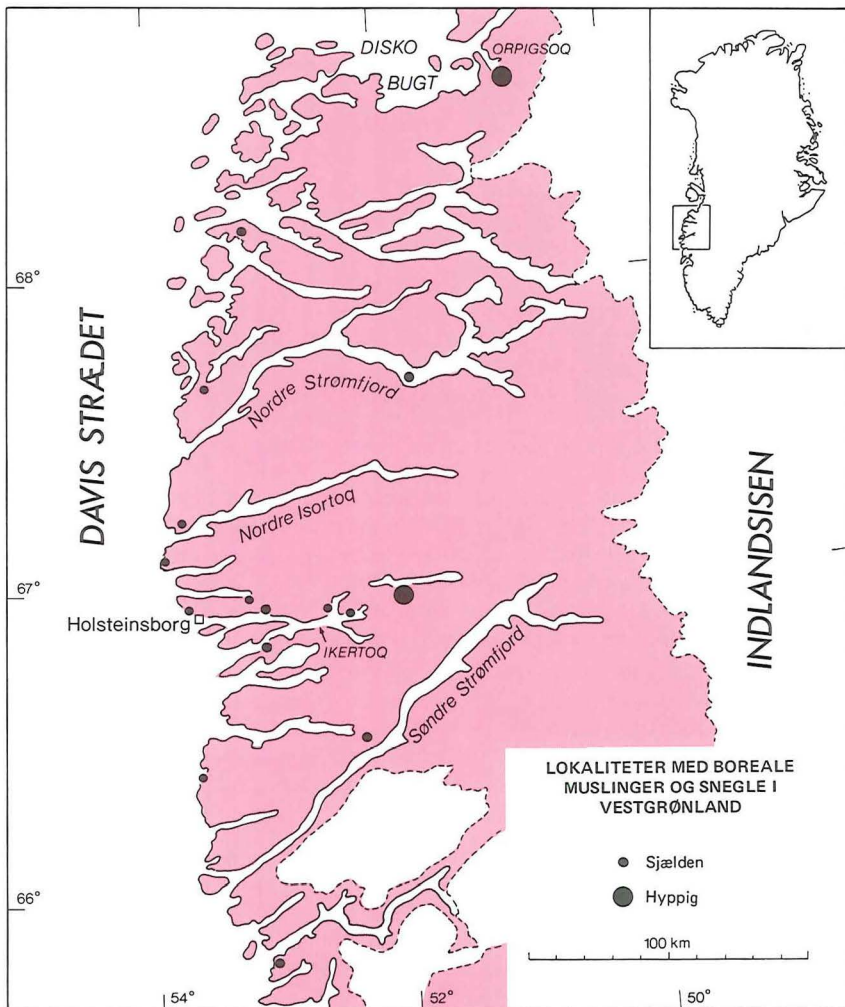 DISKO
BUGT
ORPIGSOQ
68°
DAVIS STRÆDET
Nordre Strømfjord
Nordre Isortoq
INDLANDSISEN
67°
Holsteinsborg
IKERTOQ
Søndre Strømfjord
LOKALITETER MED BOREALE
MUSLINGER OG SNEGLE I
VESTGRØNLAND
Sjælden
Hyppig
66°
100 km
54°
52°
50°